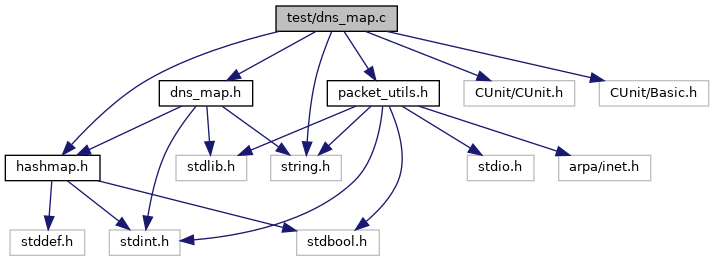 test/dns_map.c
dns_map.h
packet_utils.h
CUnit/CUnit.h
CUnit/Basic.h
hashmap.h
stdlib.h
string.h
stdio.h
arpa/inet.h
stddef.h
stdint.h
stdbool.h